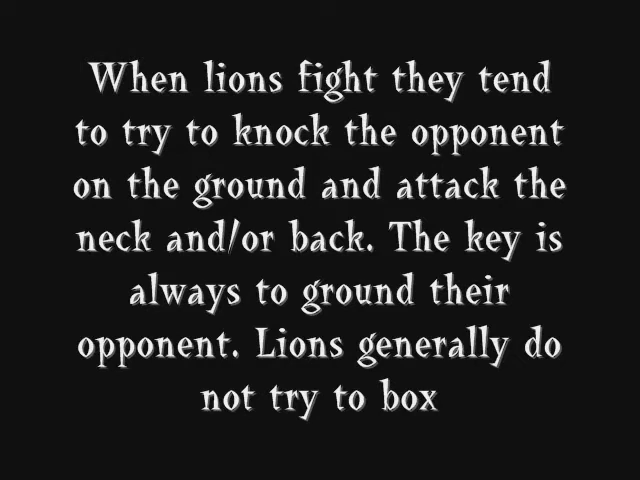 When lions fight they tend
to try to knock the opponent
on the ground and attack the
neck and/or back. The key is
always to ground their
opponent. Lions generally do
not try to box